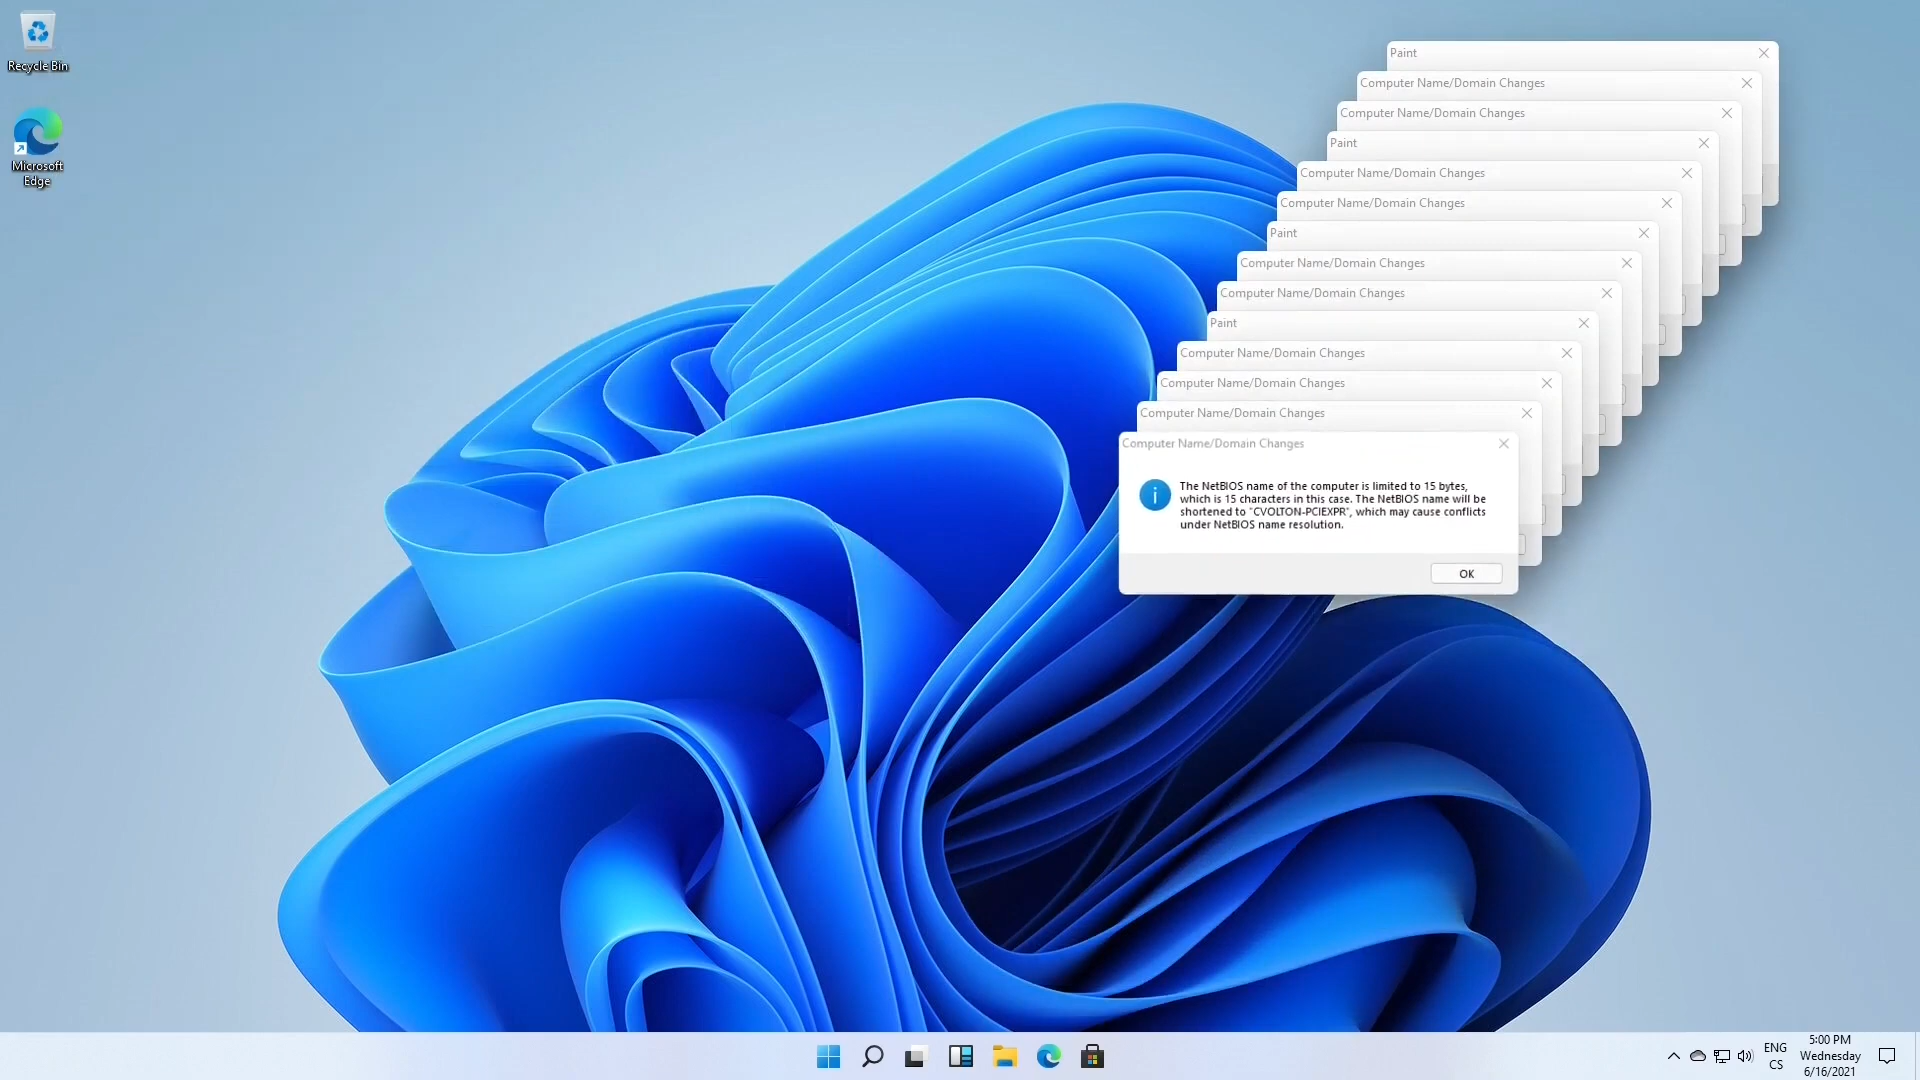 Recycle Bin
Microsoft
Edge
Paint
Computer Name/Domain Changes
Computer Name/Domain Changes
Paint
Computer Name/Domain Changes
Computer Name/Domain Changes
Paint
Computer Name/Domain Changes
Computer Name/Domain Changes
Paint
Computer Name/Domain Changes
Computer Name/Domain Changes
Computer Name/Domain Changes
Computer Name/Domain Changes
The NetBIOS name of the computer is limited to 15 bytes,
which is 15 characters in this case. The NetBIOS name will be
shortened to "CVOLTON-PCIEXPR", which may cause conflicts
under NetBIOS name resolution.
OK
ENG
CS
5:00 PM
Wednesday
6/16/2021